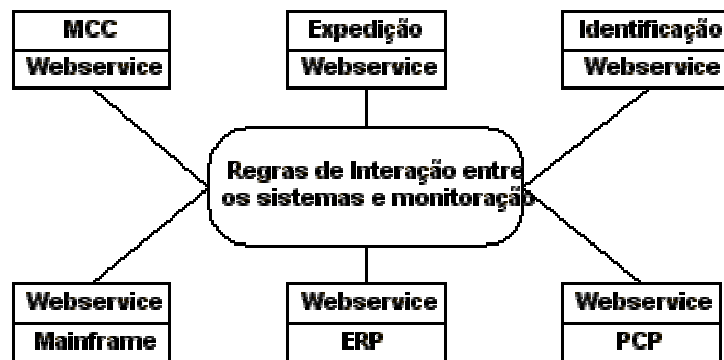 MCC
Webservice
Expedição
Webservice
Identificação
Webservice
Regras de Interação entre
os sistemas e monitoração
Webservice
Mainframe
Webservice
ERP
Webservice
PCP